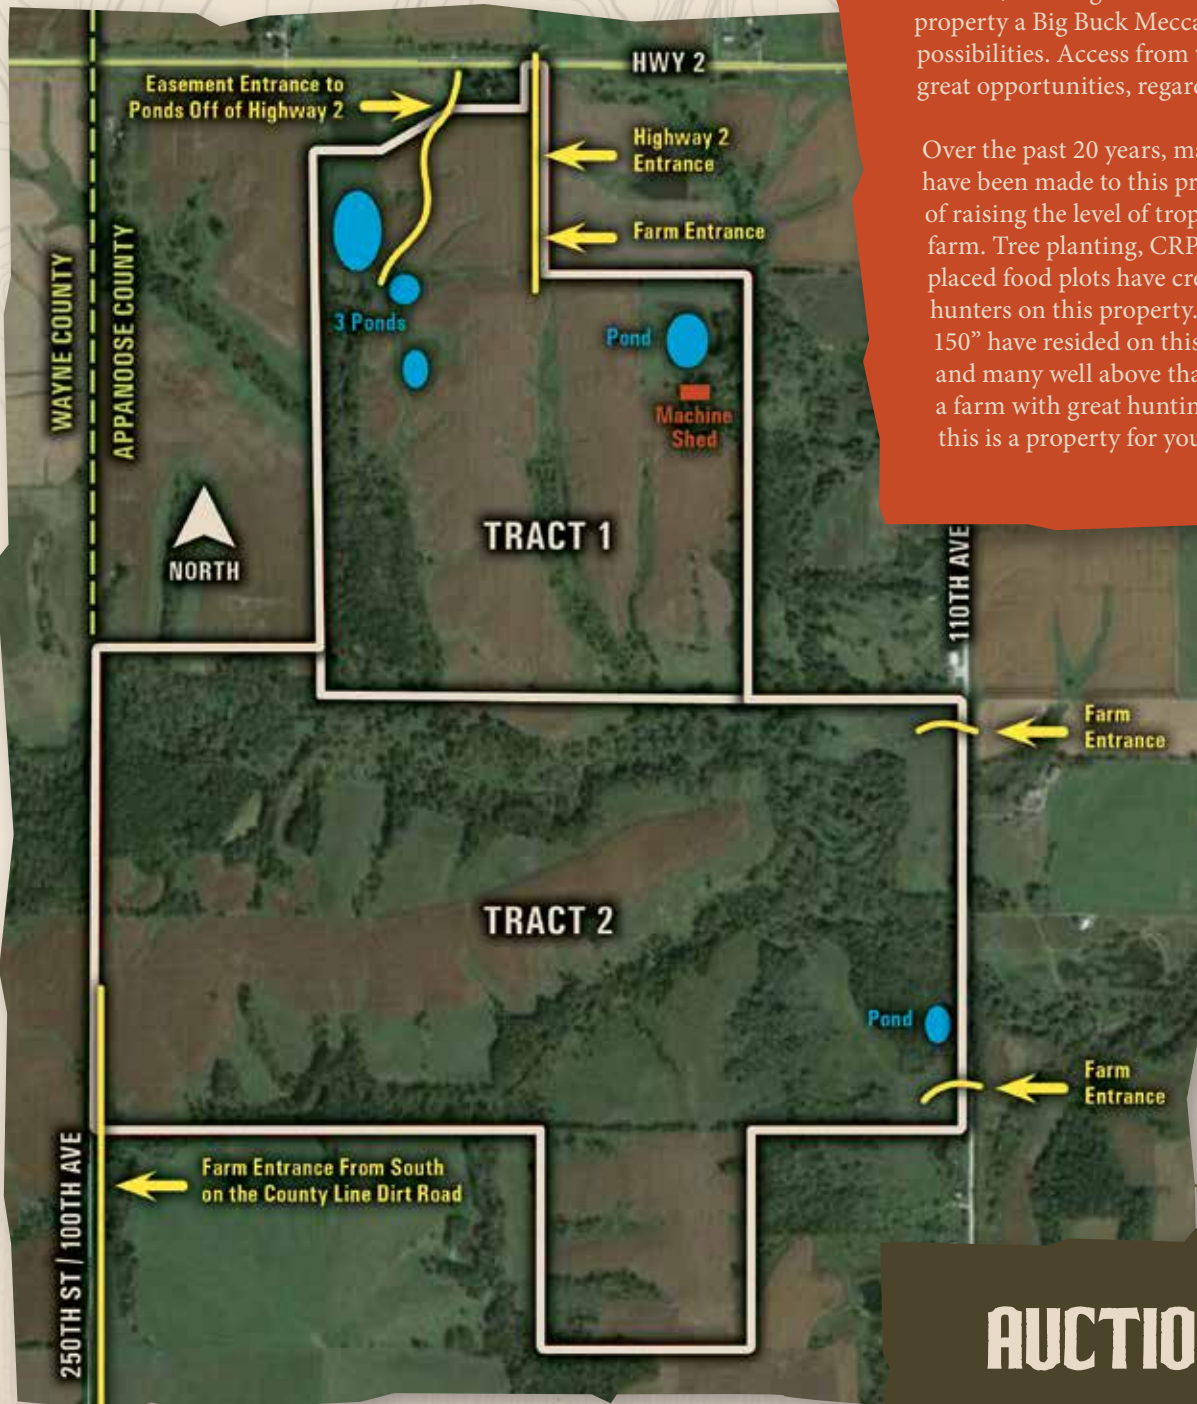 property a Big Buck Mecca
possibilities. Access from
great opportunities, regard
Over the past 20 years, ma
have been made to this pr
of raising the level of trop
farm. Tree planting, CRP
placed food plots have cre
hunters on this property.
150” have resided on this
and many well above tha
a farm with great huntin
this is a property for you
HWY 2
Easement Entrance to
Ponds Off of Highway 2
Highway 2
Entrance
Farm Entrance
WAYNE COUNTY
APPANOOSE COUNTY
3 Ponds
Pond
Machine
Shed
NORTH
TRACT 1
110TH AVE
Farm
Entrance
TRACT 2
Pond
Farm
Entrance
250TH ST / 100TH AVE
Farm Entrance From South
on the County Line Dirt Road
AUCTIO